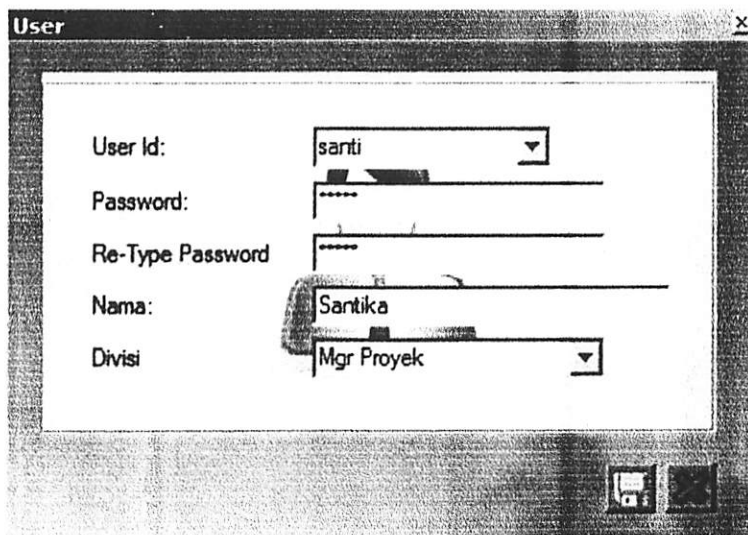 User x
User Id: santi
Password: *****
Re-Type Password *****
Nama: Santika
Divisi Mgr Proyek